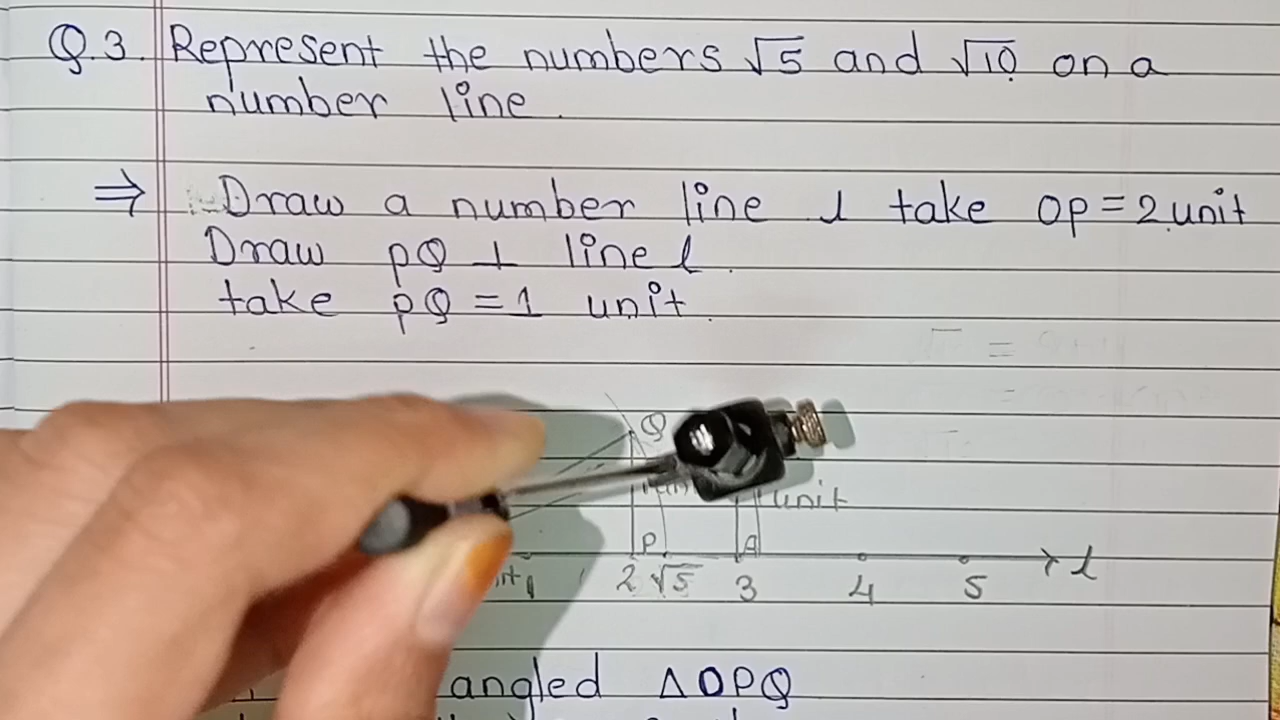 Q.3. Represent the numbers √5 and √10 on a
number line.
⇒ Draw a number line l take OP = 2 unit
Draw PQ ⊥ line l.
take PQ = 1 unit.
Q
unit
P A
2 √5 3 4 5 l
angled △OPQ